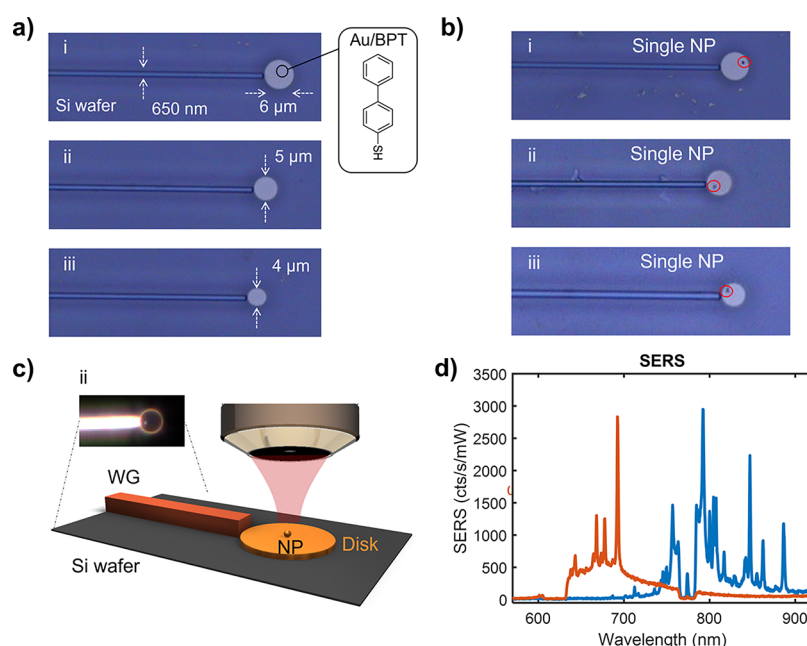 a)
i
Au/BPT
Si wafer
650 nm
6 µm
SH
ii
5 µm
iii
4 µm
b)
i
Single NP
ii
Single NP
iii
Single NP
c)
ii
WG
NP
Disk
Si wafer
d)
SERS
SERS (cts/s/mW)
3500
3000
2500
2000
1500
1000
500
0
600
700
800
900
Wavelength (nm)